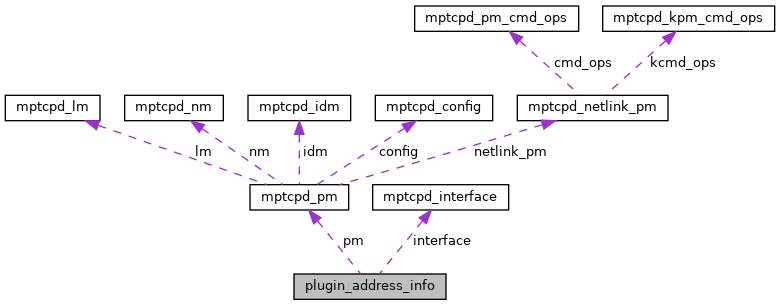 mptcpd_pm_cmd_ops
mptcpd_kpm_cmd_ops
cmd_ops
kcmd_ops
mptcpd_lm
mptcpd_nm
mptcpd_idm
mptcpd_config
mptcpd_netlink_pm
lm
nm
idm
config
netlink_pm
mptcpd_pm
mptcpd_interface
pm
interface
plugin_address_info